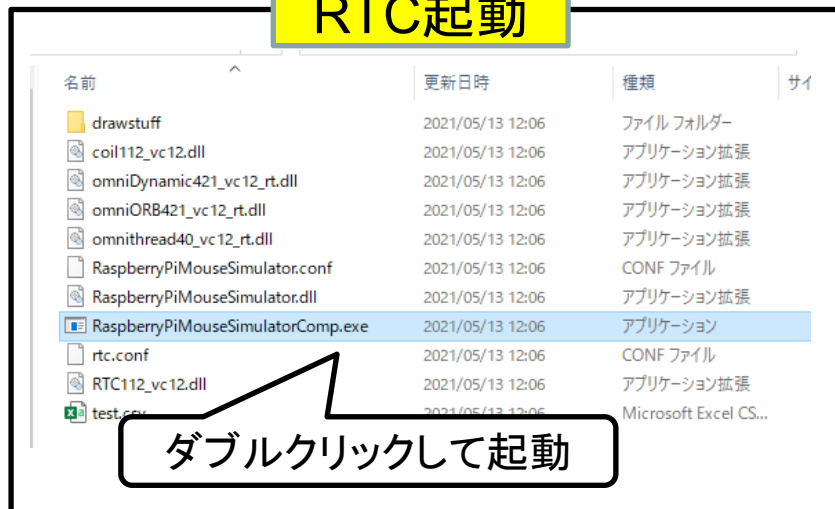 RTC起動
名前 更新日時 種類 サイ
drawstuff 2021/05/13 12:06 ファイル フォルダー
coil112_vc12.dll 2021/05/13 12:06 アプリケーション拡張
omniDynamic421_vc12_rt.dll 2021/05/13 12:06 アプリケーション拡張
omniORB421_vc12_rt.dll 2021/05/13 12:06 アプリケーション拡張
omnithread40_vc12_rt.dll 2021/05/13 12:06 アプリケーション拡張
RaspberryPiMouseSimulator.conf 2021/05/13 12:06 CONF ファイル
RaspberryPiMouseSimulator.dll 2021/05/13 12:06 アプリケーション拡張
RaspberryPiMouseSimulatorComp.exe 2021/05/13 12:06 アプリケーション
rtc.conf 2021/05/13 12:06 CONF ファイル
RTC112_vc12.dll 2021/05/13 12:06 アプリケーション拡張
test.csv 2021/05/13 12:06 Microsoft Excel CS...
ダブルクリックして起動